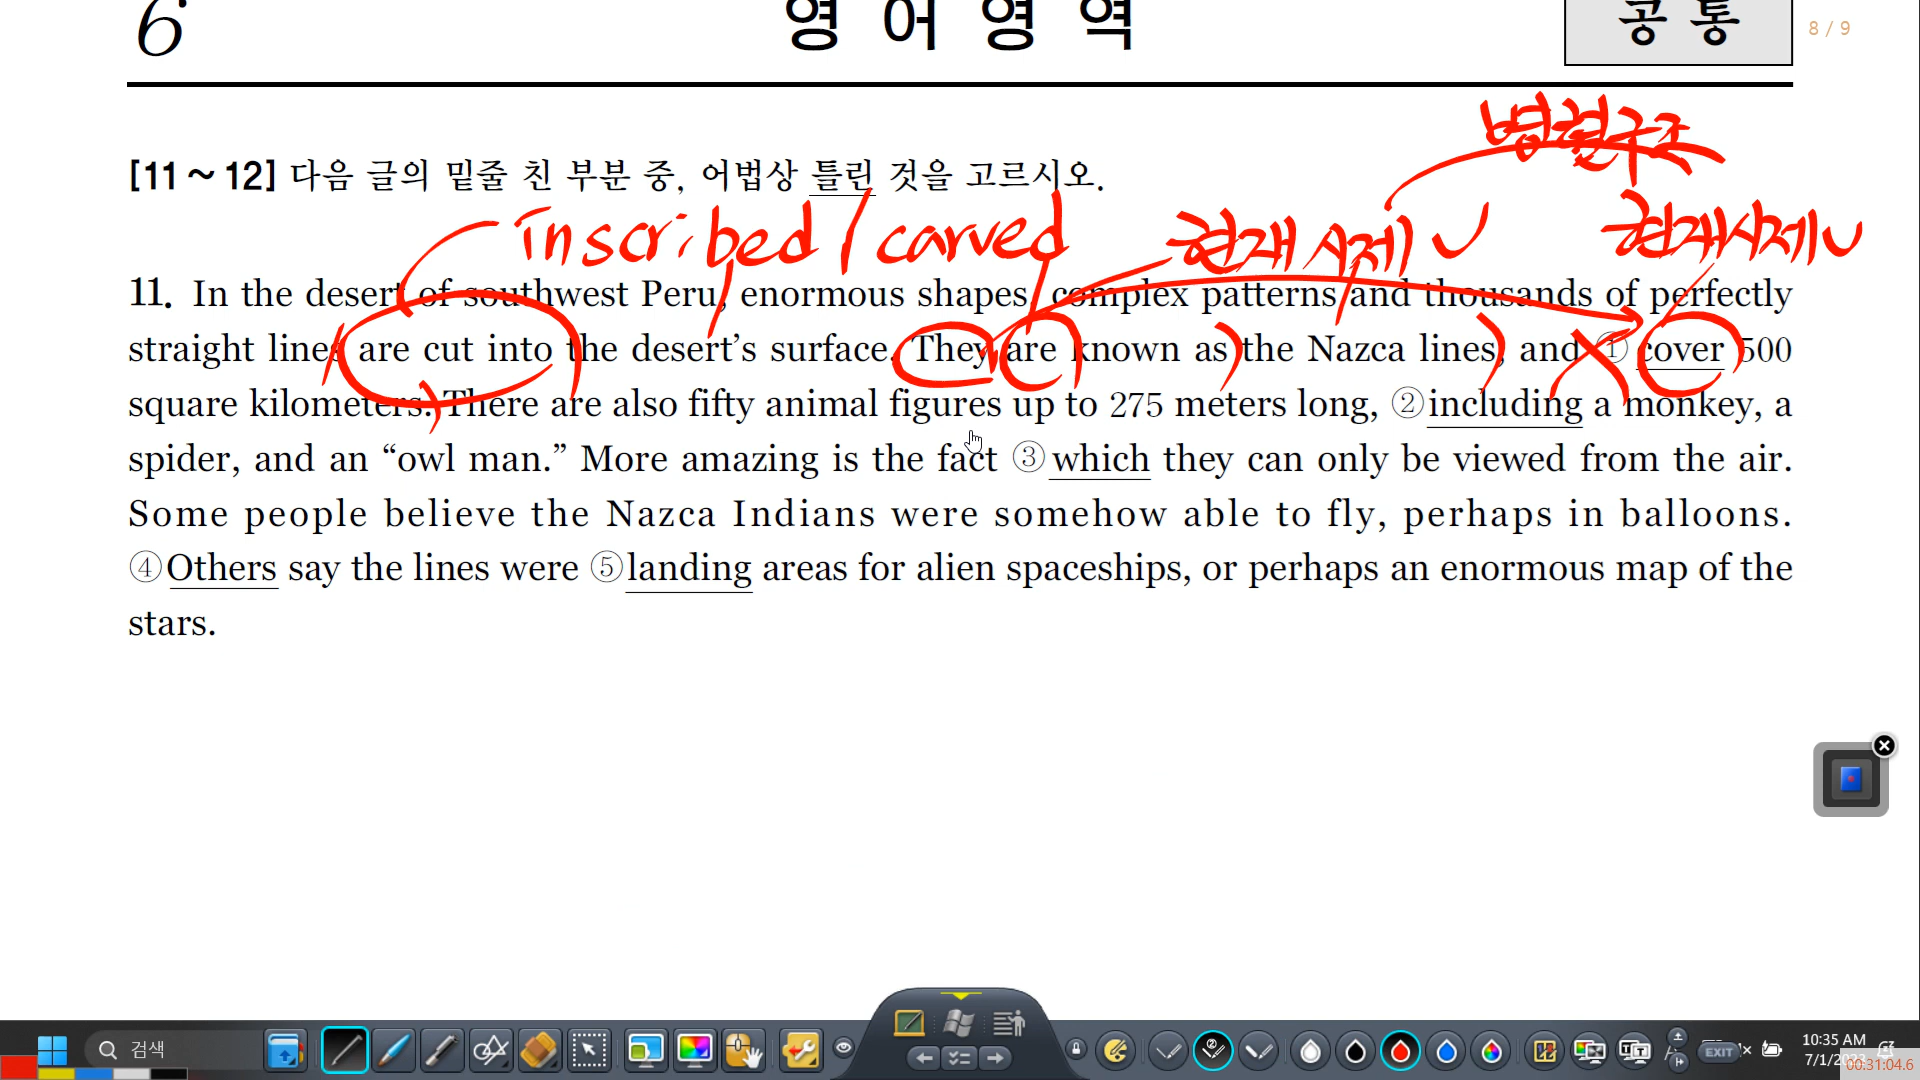 6 영어영역 공통 8 / 9
병렬구조
[11 ~ 12] 다음 글의 밑줄 친 부분 중, 어법상 틀린 것을 고르시오.
inscribed / carved 현재시제 V 현재시제 V
11. In the desert of southwest Peru, enormous shapes, complex patterns and thousands of perfectly
straight lines are cut into the desert's surface. They are known as the Nazca lines, and ① cover 500
square kilometers. There are also fifty animal figures up to 275 meters long, ② including a monkey, a
spider, and an “owl man.” More amazing is the fact ③ which they can only be viewed from the air.
Some people believe the Nazca Indians were somehow able to fly, perhaps in balloons.
④ Others say the lines were ⑤ landing areas for alien spaceships, or perhaps an enormous map of the
stars.
검색
EXIT
10:35 AM
00:31:04.6